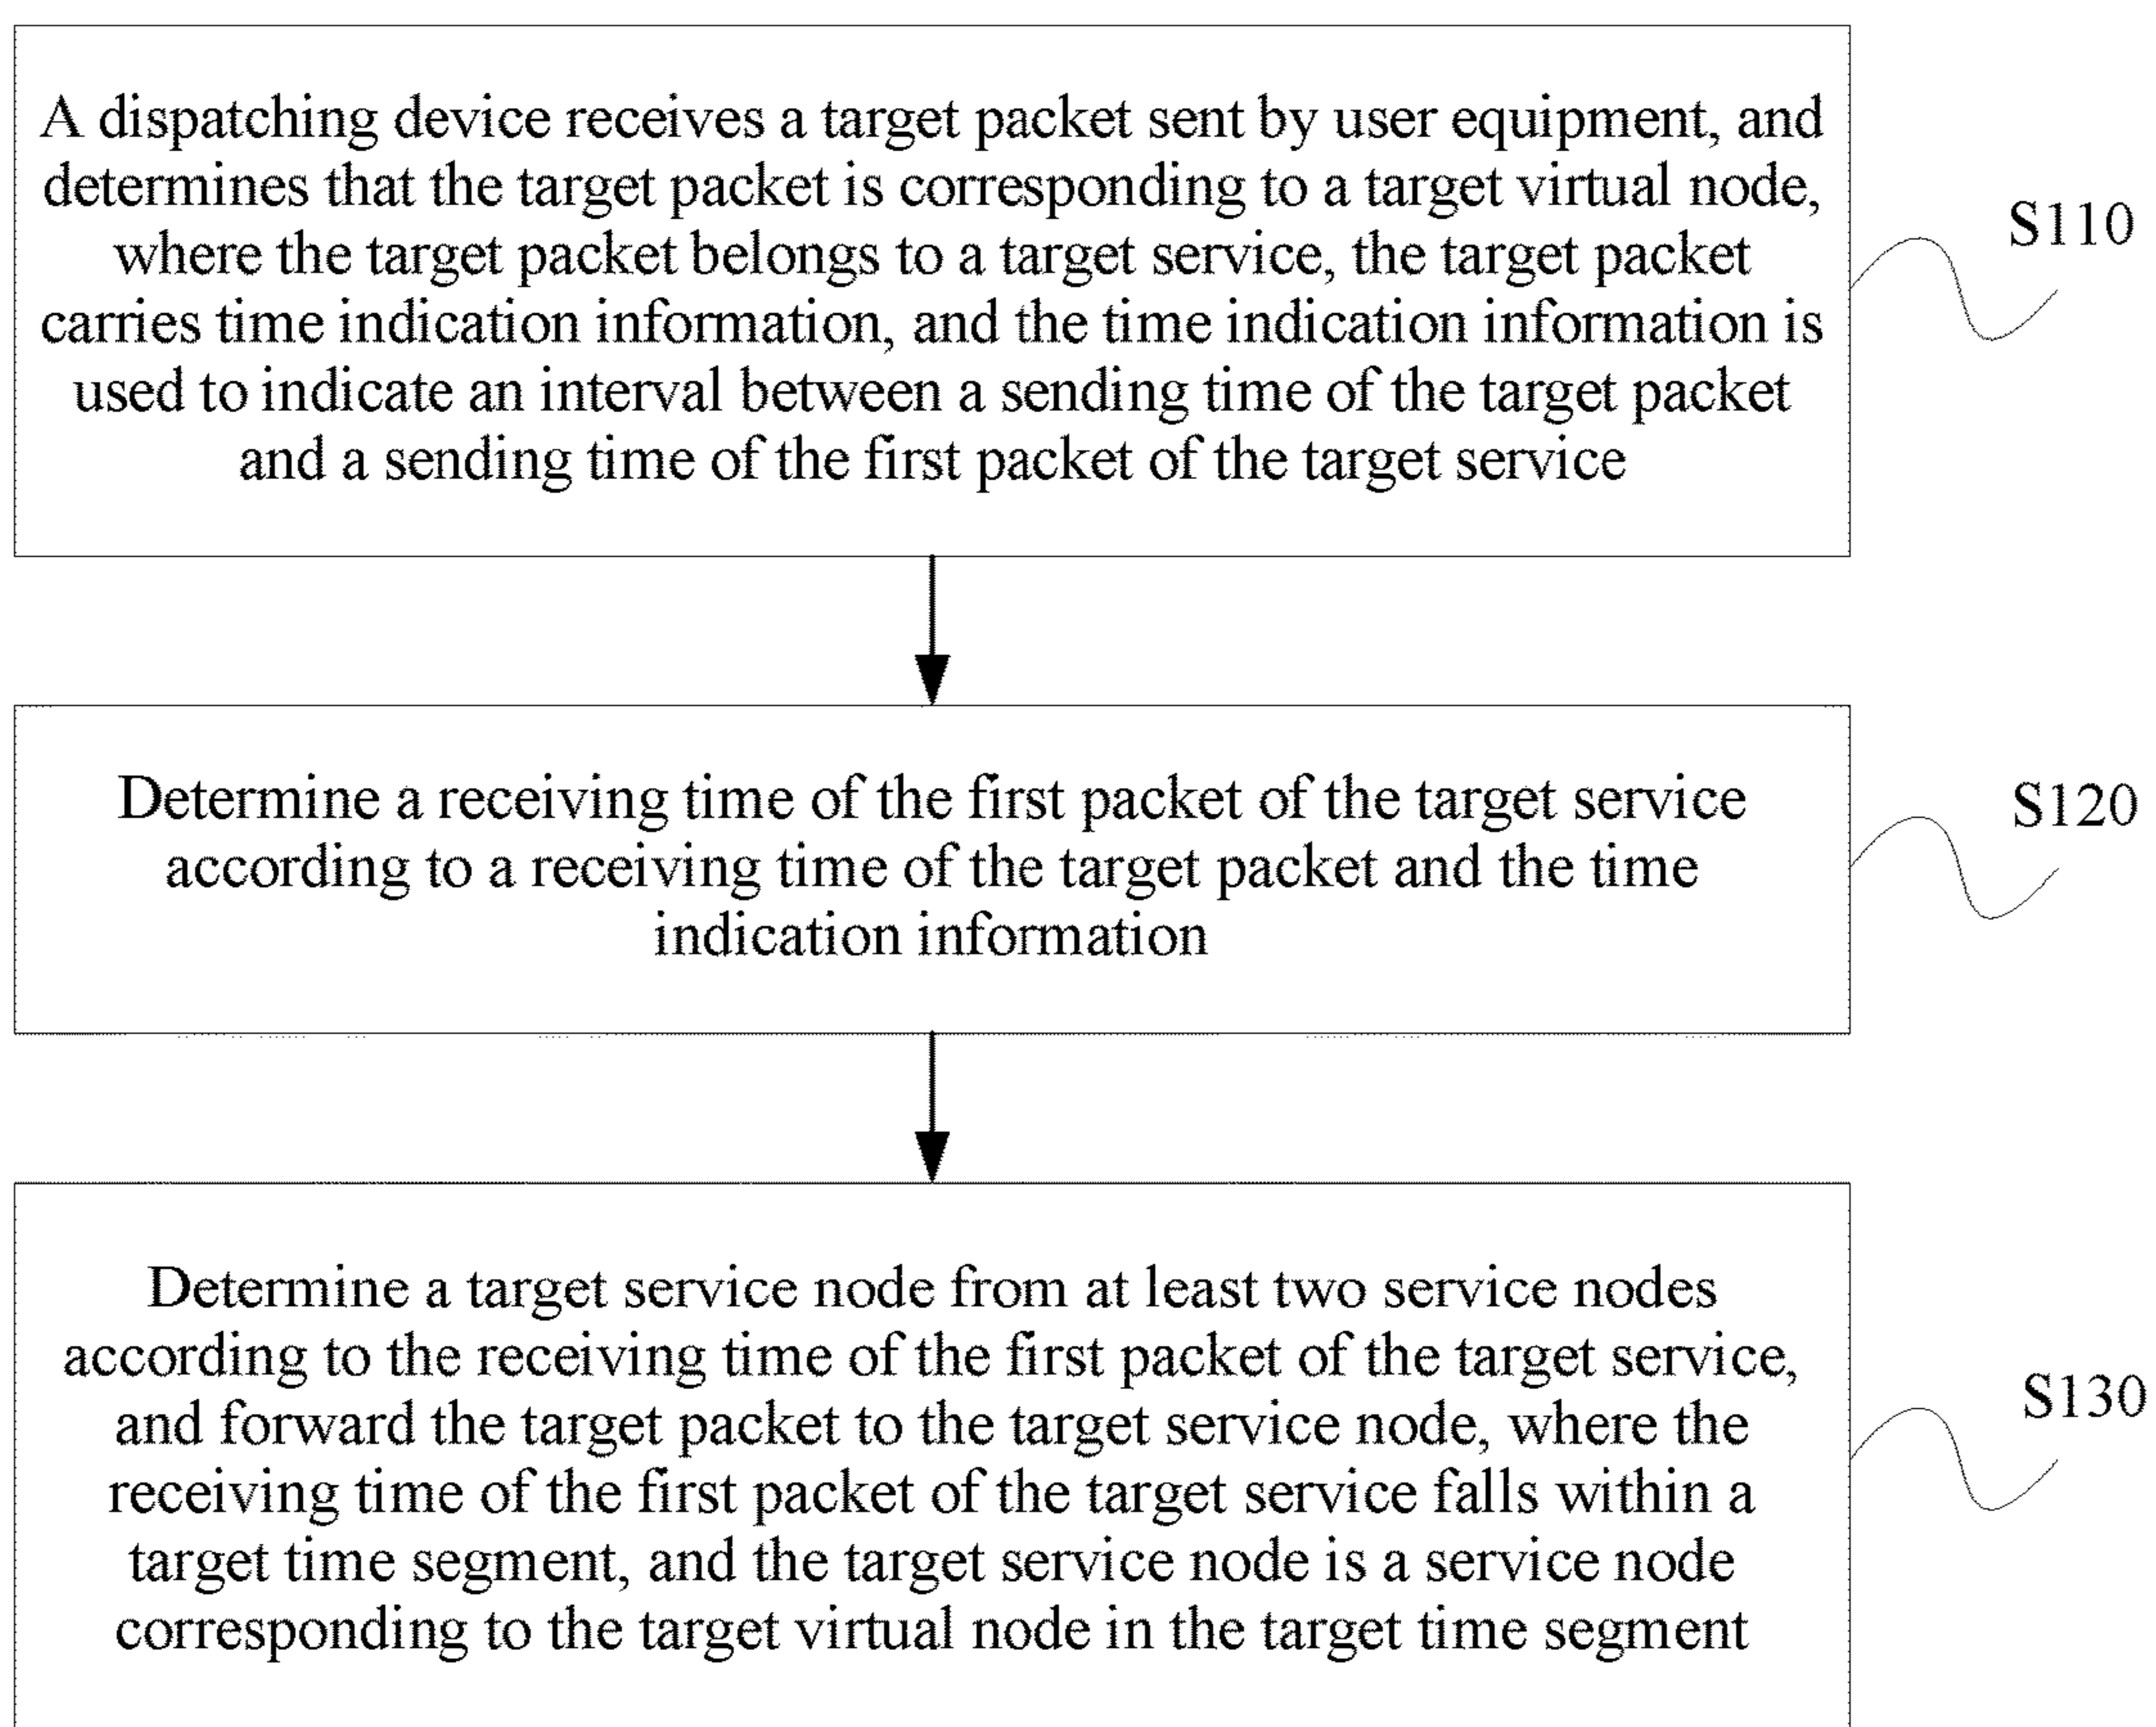 A dispatching device receives a target packet sent by user equipment, and
determines that the target packet is corresponding to a target virtual node,
where the target packet belongs to a target service, the target packet
carries time indication information, and the time indication information is
used to indicate an interval between a sending time of the target packet
and a sending time of the first packet of the target service
S110
Determine a receiving time of the first packet of the target service
according to a receiving time of the target packet and the time
indication information
S120
Determine a target service node from at least two service nodes
according to the receiving time of the first packet of the target service,
and forward the target packet to the target service node, where the
receiving time of the first packet of the target service falls within a
target time segment, and the target service node is a service node
corresponding to the target virtual node in the target time segment
S130